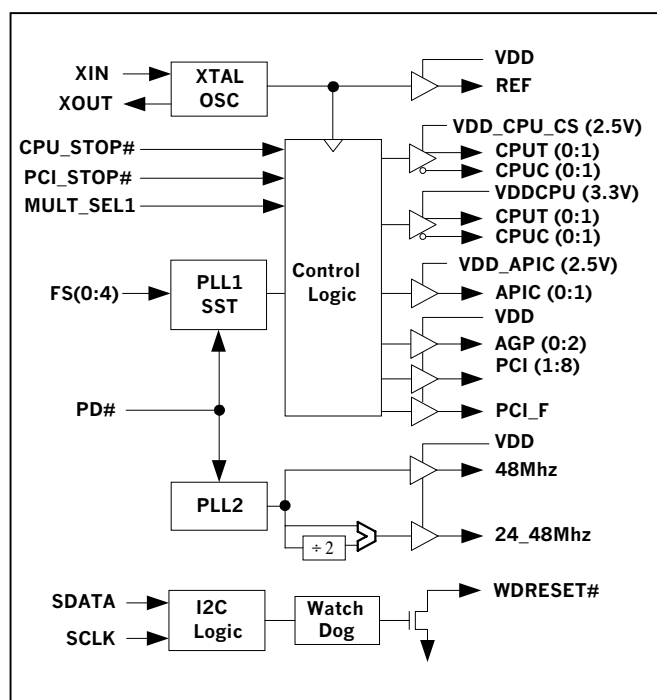 XIN
XOUT
XTAL
OSC
VDD
REF
CPU_STOP#
PCI_STOP#
MULT_SEL1
VDD_CPU_CS (2.5V)
CPUT (0:1)
CPUC (0:1)
VDDCPU (3.3V)
CPUT (0:1)
CPUC (0:1)
FS(0:4)
PLL1
SST
Control
Logic
VDD_APIC (2.5V)
APIC (0:1)
VDD
AGP (0:2)
PCI (1:8)
PCI_F
PD#
PLL2
VDD
48Mhz
÷ 2
24_48Mhz
SDATA
SCLK
I2C
Logic
Watch
Dog
WDRESET#